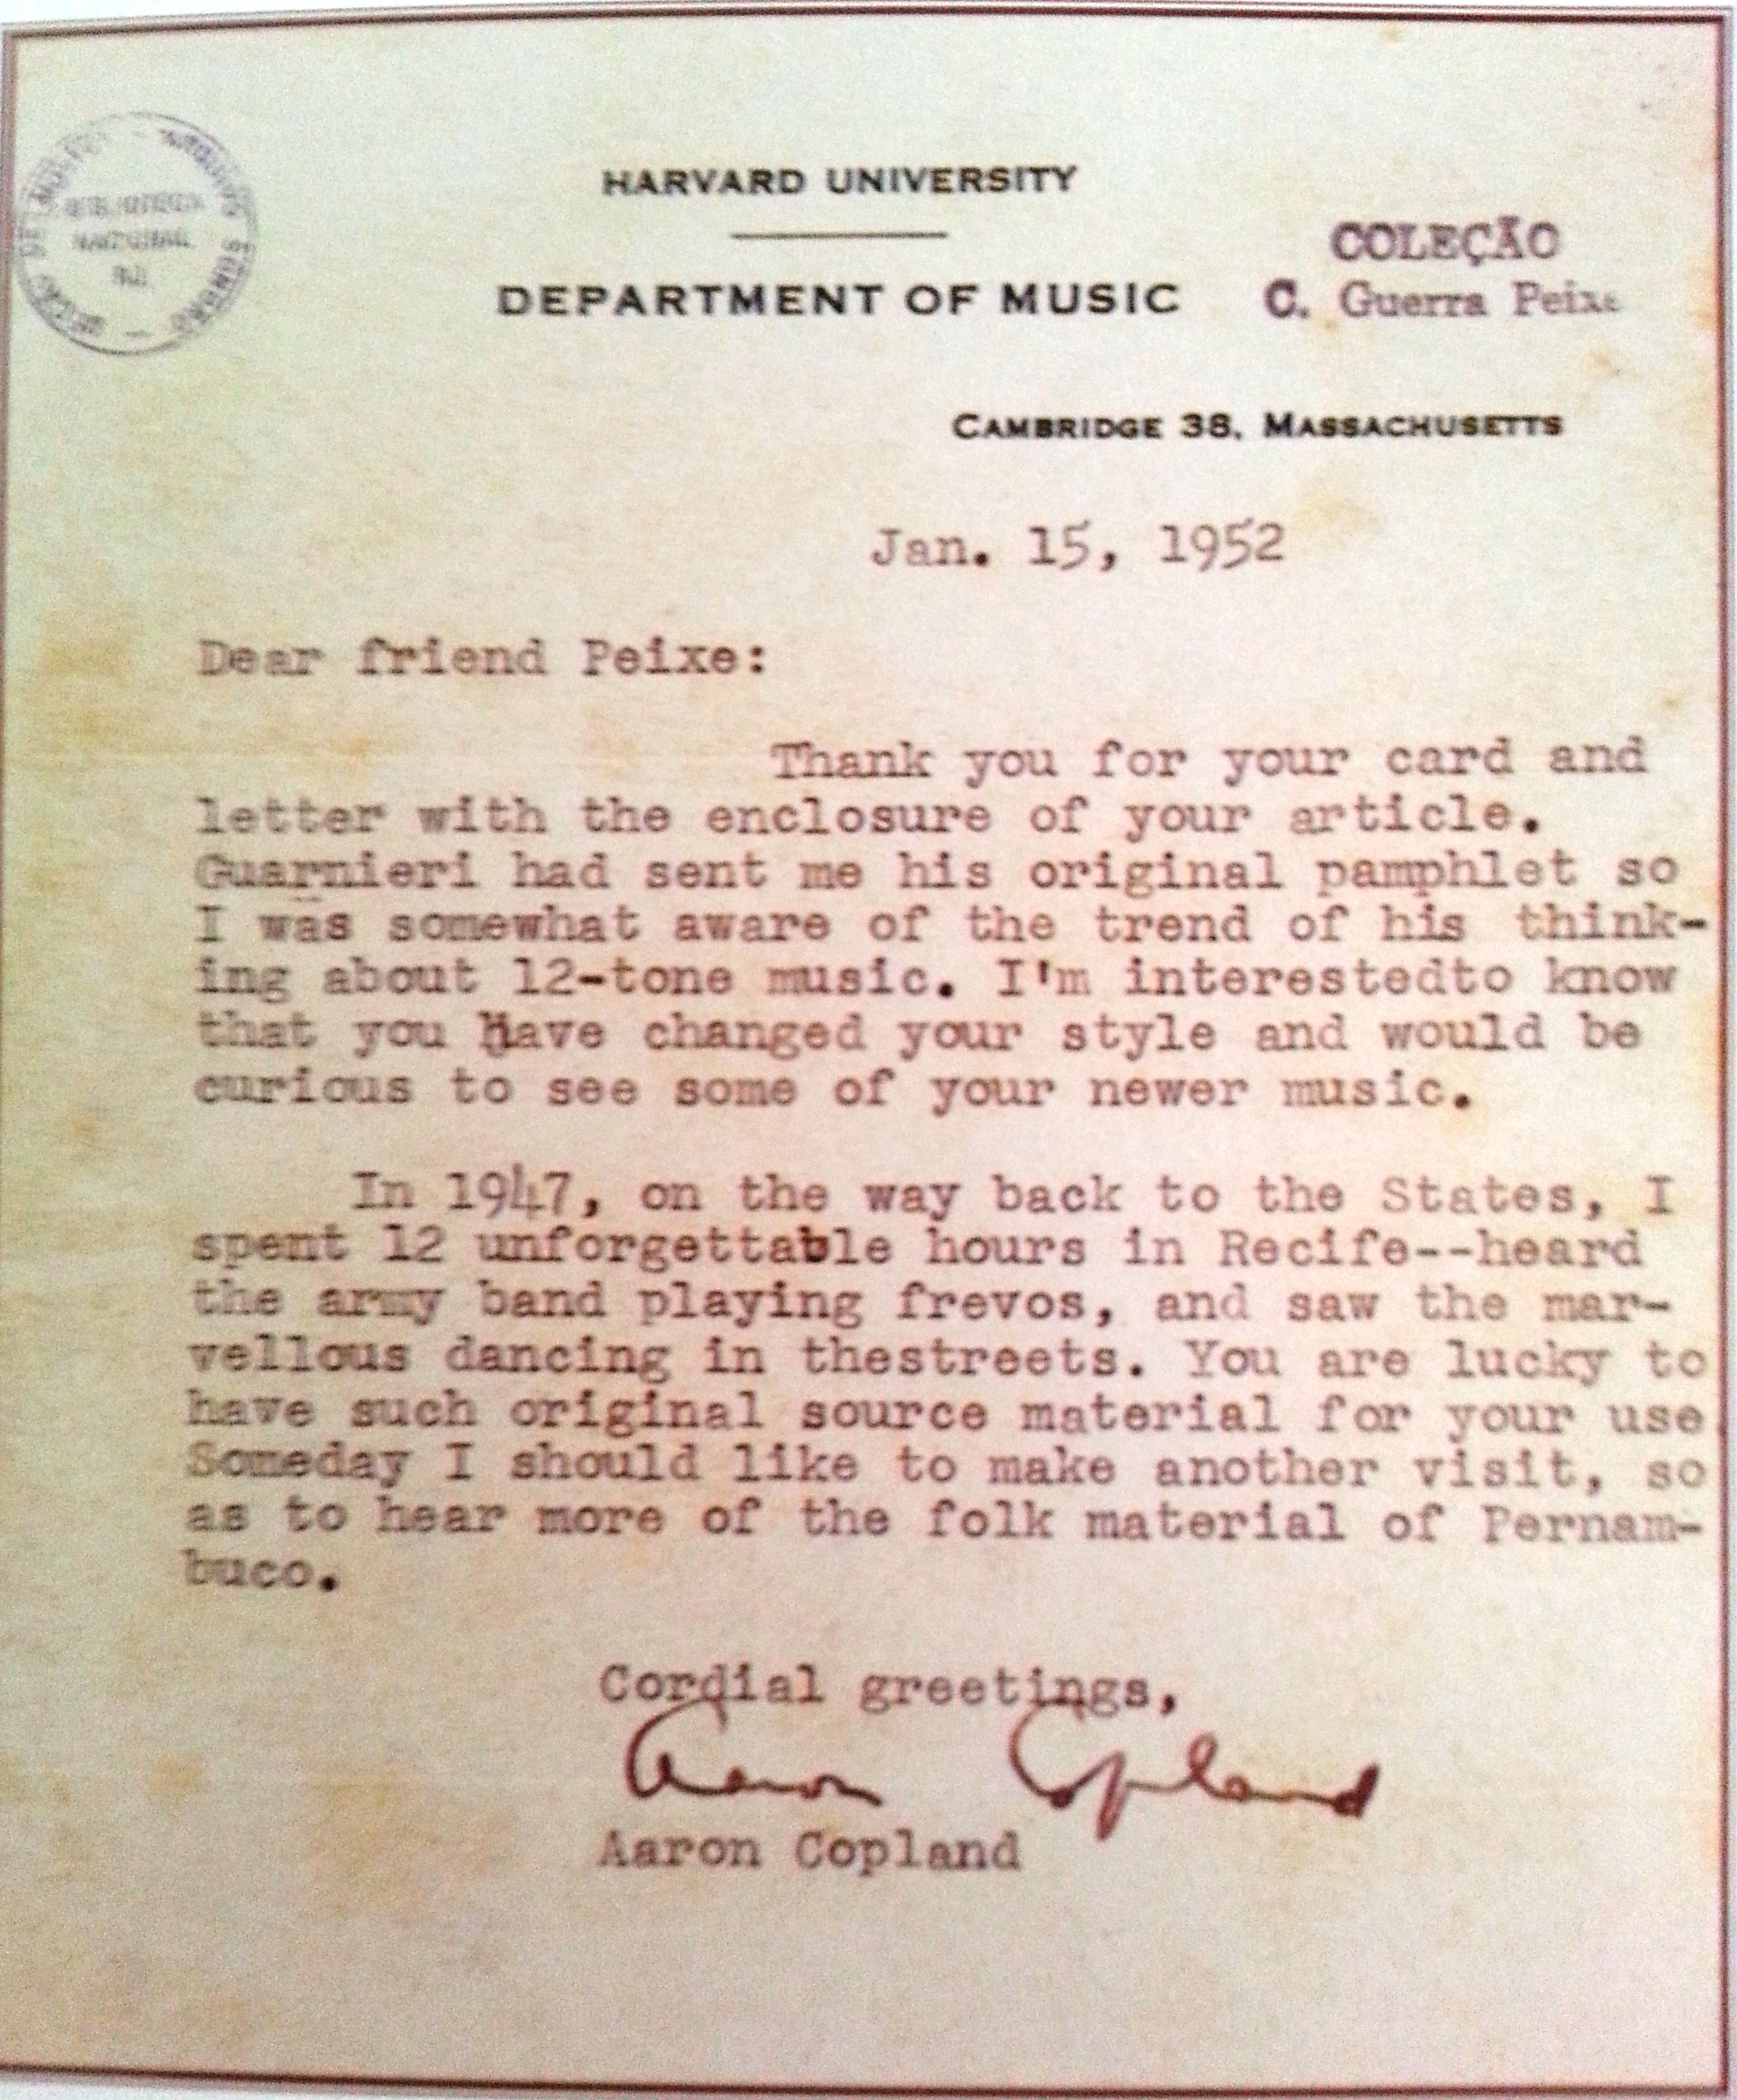 HARVARD UNIVERSITY
DEPARTMENT OF MUSIC
COLEÇÃO
C. Guerra Peixe
CAMBRIDGE 38, MASSACHUSETTS
BIBLIOTECA
NACIONAL
Jan. 15, 1952
Dear friend Peixe:
Thank you for your card and
letter with the enclosure of your article.
Guarnieri had sent me his original pamphlet so
I was somewhat aware of the trend of his think-
ing about 12-tone music. I'm interestedto know
that you have changed your style and would be
curious to see some of your newer music.
In 1947, on the way back to the States, I
spent 12 unforgettable hours in Recife--heard
the army band playing frevos, and saw the mar-
vellous dancing in thestreets. You are lucky to
have such original source material for your use
Someday I should like to make another visit, so
as to hear more of the folk material of Pernam-
buco.
Cordial greetings,
Aaron Copland
Aaron Copland